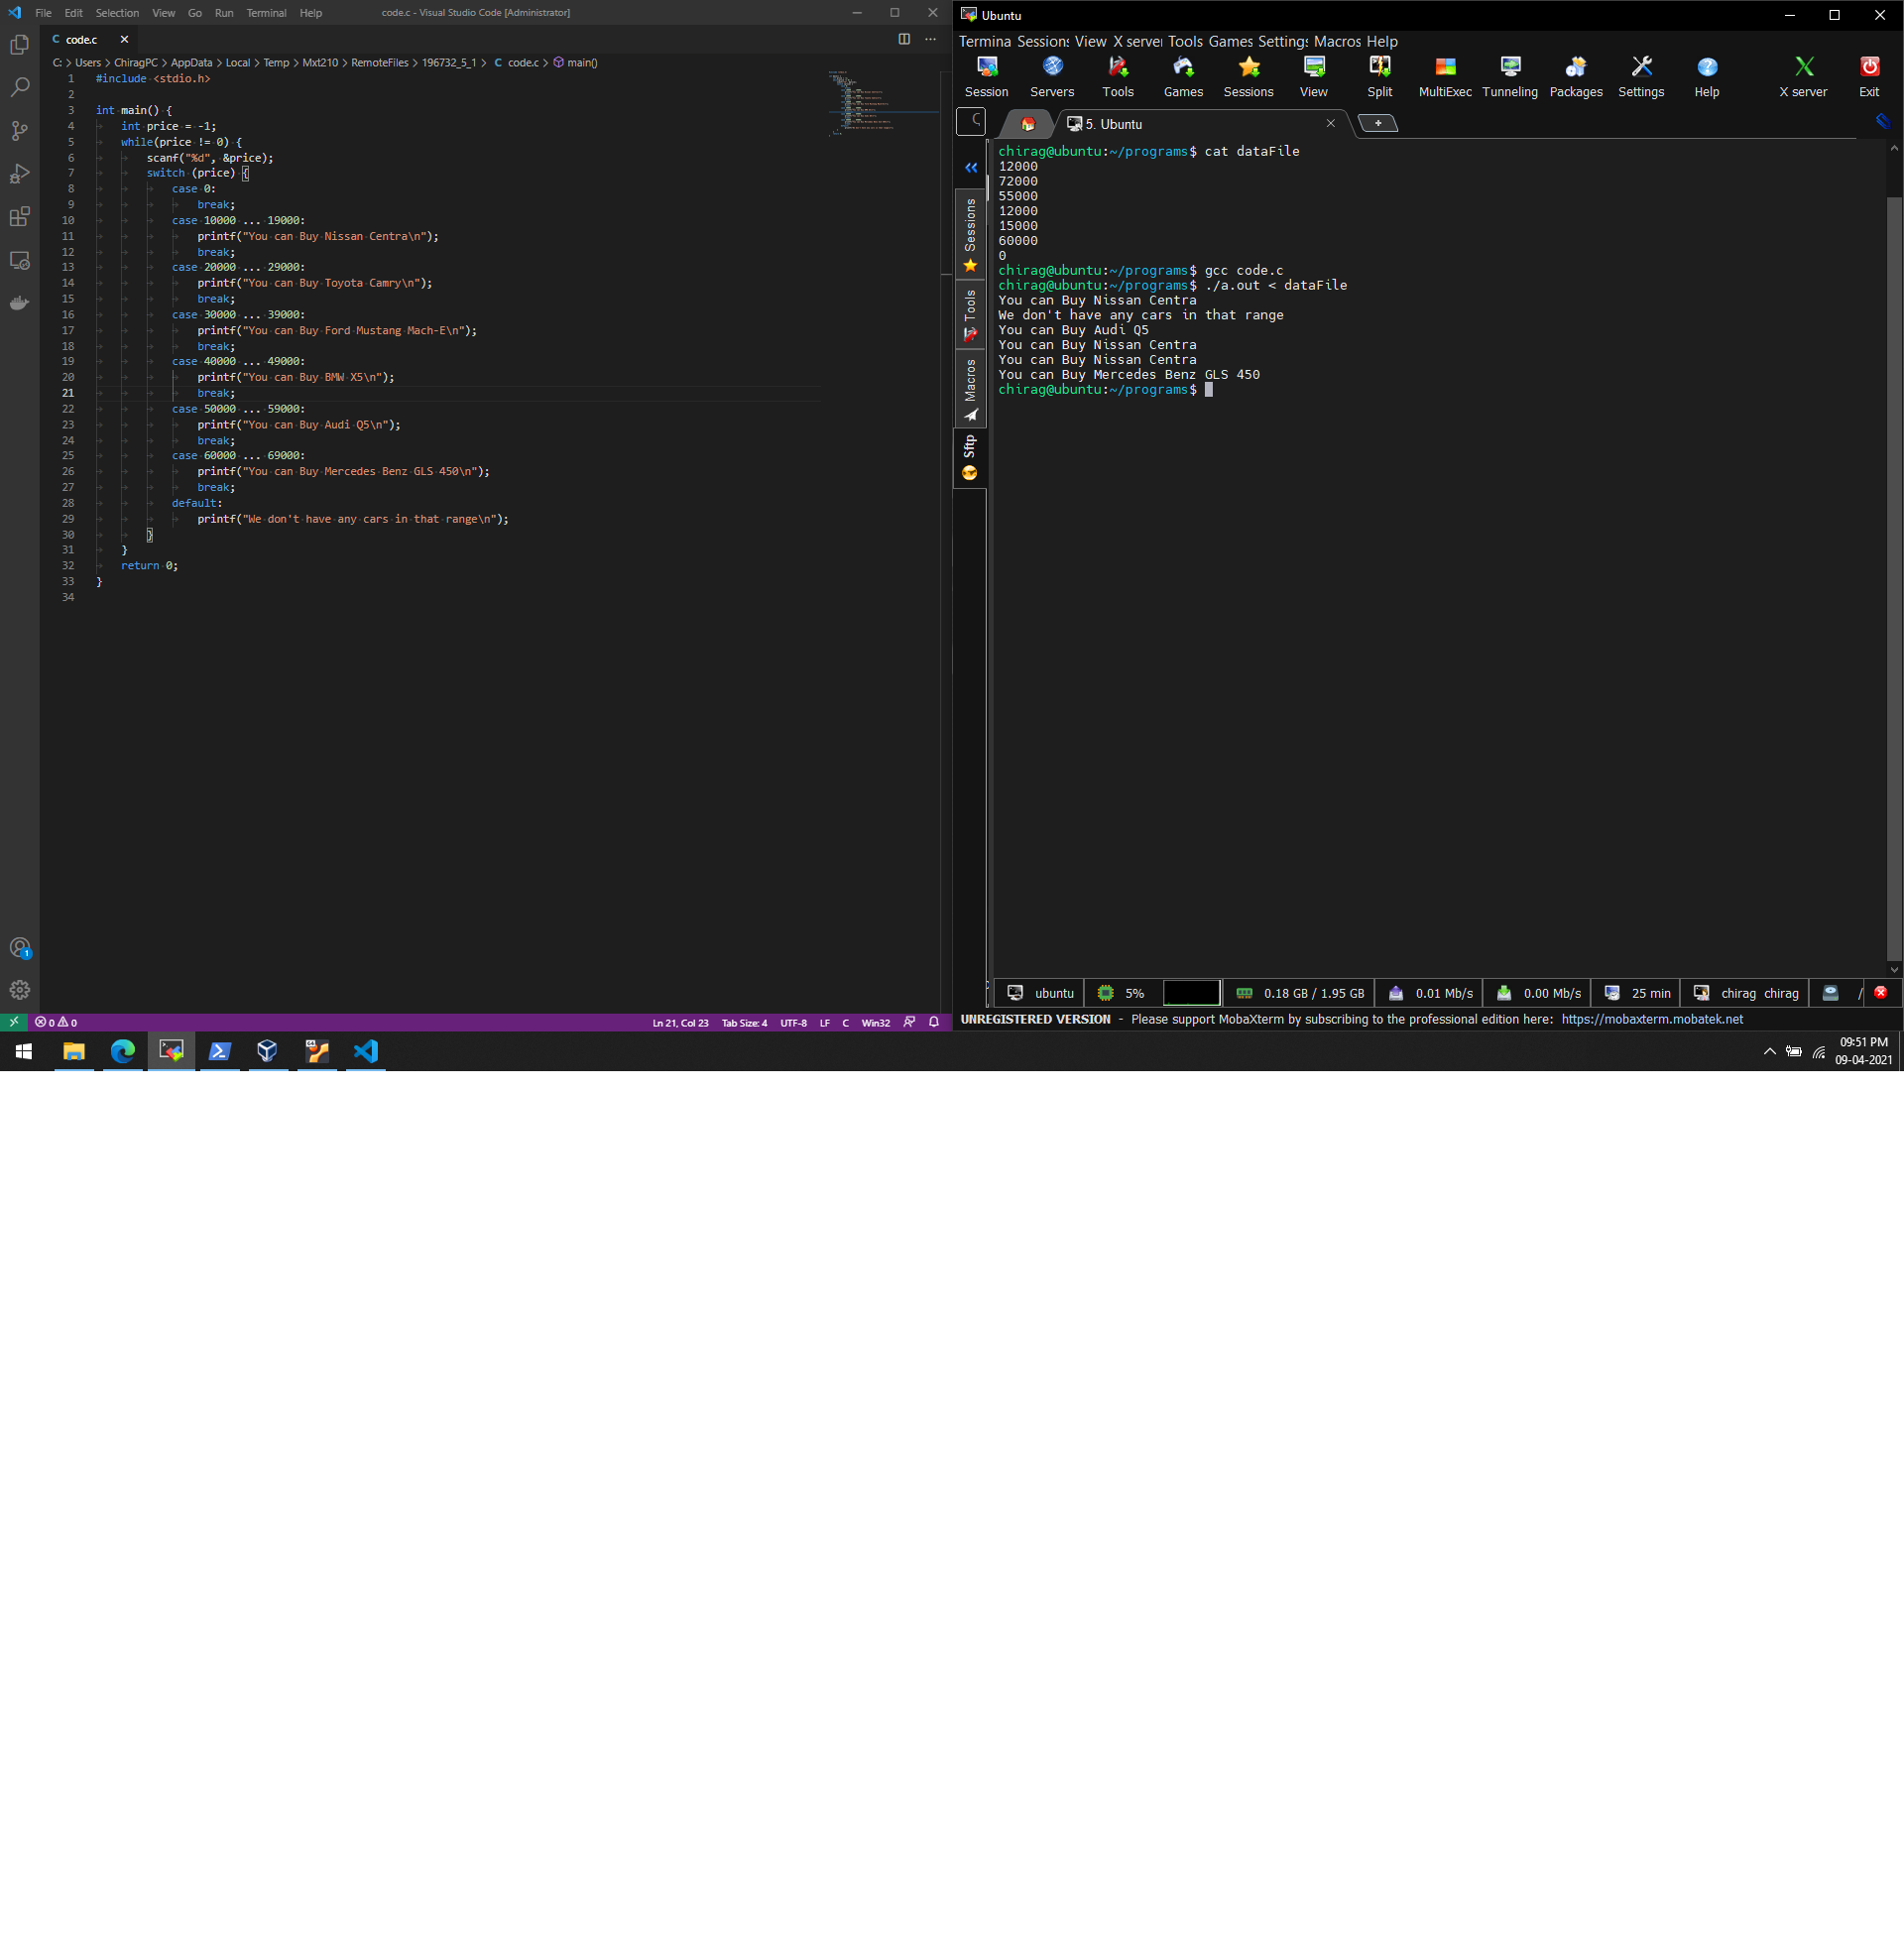 File Edit Selection View Go Run Terminal Help code.c - Visual Studio Code [Administrator]
C code.c
C: > Users > ChiragPC > AppData > Local > Temp > Mxt210 > RemoteFiles > 196732_5_1 > C code.c > main()
1 #include <stdio.h>
2
3 int main() {
4 int price = -1;
5 while(price != 0) {
6 scanf("%d", &price);
7 switch (price) {
8 case 0:
9 break;
10 case 10000 ... 19000:
11 printf("You can Buy Nissan Centra\n");
12 break;
13 case 20000 ... 29000:
14 printf("You can Buy Toyota Camry\n");
15 break;
16 case 30000 ... 39000:
17 printf("You can Buy Ford Mustang Mach-E\n");
18 break;
19 case 40000 ... 49000:
20 printf("You can Buy BMW X5\n");
21 break;
22 case 50000 ... 59000:
23 printf("You can Buy Audi Q5\n");
24 break;
25 case 60000 ... 69000:
26 printf("You can Buy Mercedes Benz GLS 450\n");
27 break;
28 default:
29 printf("We don't have any cars in that range\n");
30 }
31 }
32 return 0;
33 }
34
1
0 0 Ln 21, Col 23 Tab Size: 4 UTF-8 LF C Win32
Ubuntu
Termina Sessions View X server Tools Games Settings Macros Help
Session Servers Tools Games Sessions View Split MultiExec Tunneling Packages Settings Help X server Exit
5. Ubuntu
Sessions
Tools
Macros
Sftp
chirag@ubuntu:~/programs$ cat dataFile
12000
72000
55000
12000
15000
60000
0
chirag@ubuntu:~/programs$ gcc code.c
chirag@ubuntu:~/programs$ ./a.out < dataFile
You can Buy Nissan Centra
We don't have any cars in that range
You can Buy Audi Q5
You can Buy Nissan Centra
You can Buy Nissan Centra
You can Buy Mercedes Benz GLS 450
chirag@ubuntu:~/programs$
ubuntu 5% 0.18 GB / 1.95 GB 0.01 Mb/s 0.00 Mb/s 25 min chirag chirag /
UNREGISTERED VERSION - Please support MobaXterm by subscribing to the professional edition here: https://mobaxterm.mobatek.net
09:51 PM
09-04-2021